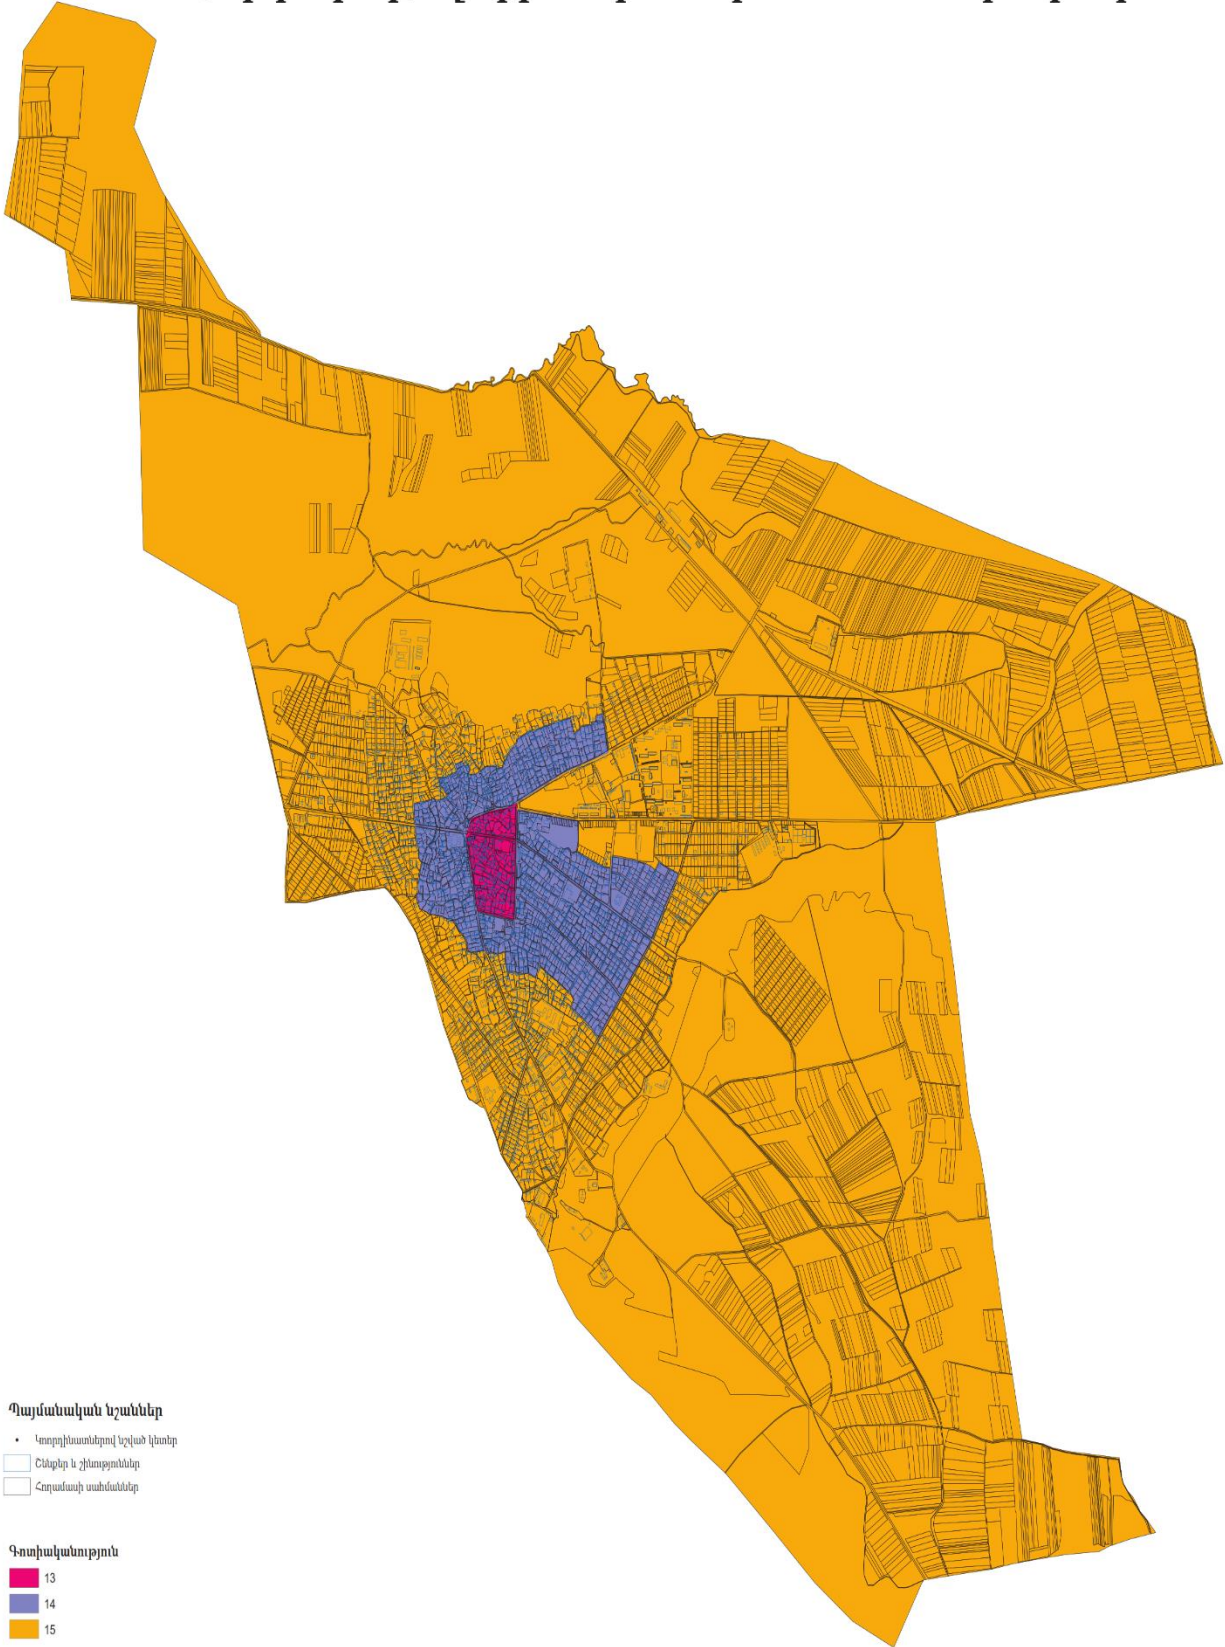 Պայմանական նշաններ
Կոորդինատներով նշված կետեր
Շենքեր և շինություններ
Հողամասի սահմաններ
Գոտիականություն
13
14
15